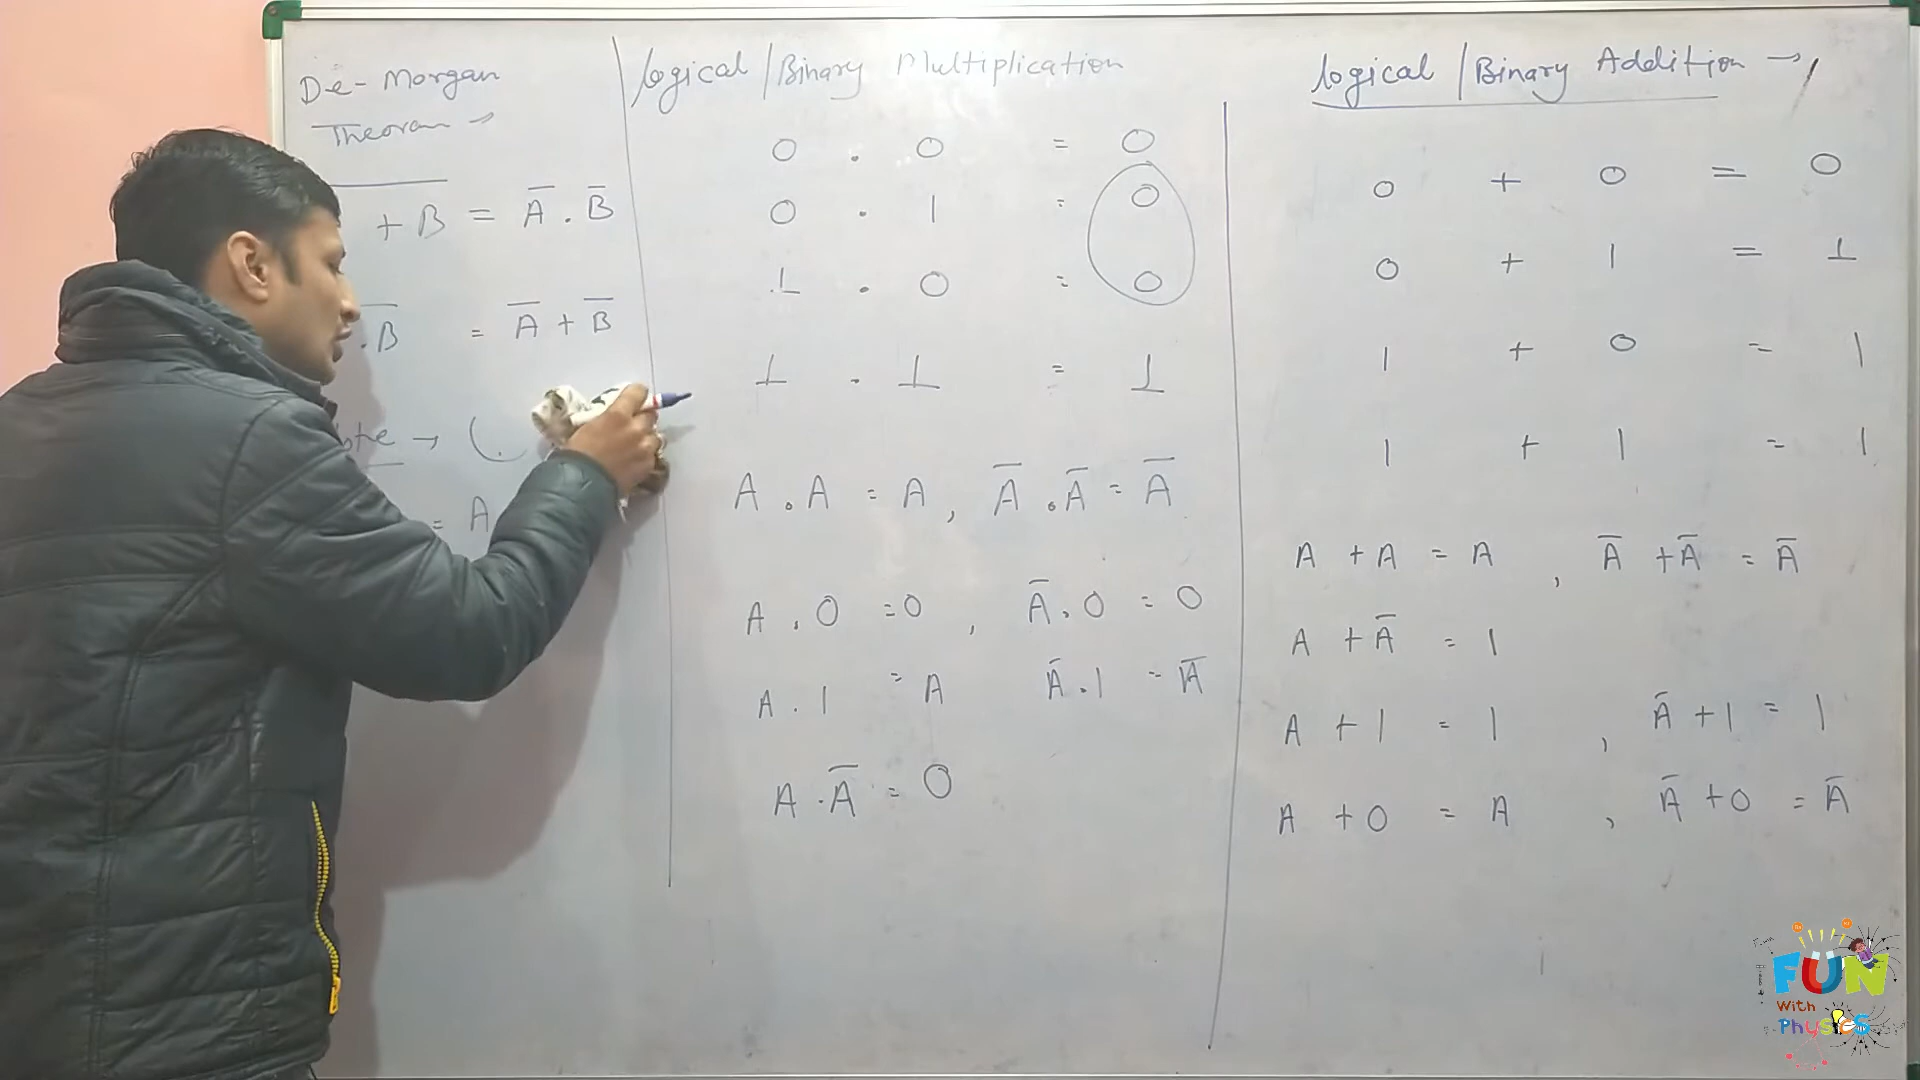 De-Morgan
Theoram →
+ B = A̅ . B̅
. B = A̅ + B̅
→ (.
= A
logical / Binary Multiplication
0 . 0 = 0
0 . 1 = 0
1 . 0 = 0
1 . 1 = 1
A . A = A , A̅ . A̅ = A̅
A . 0 = 0 , A̅ . 0 = 0
A . 1 = A A̅ . 1 = A̅
A . A̅ = 0
logical / Binary Addition →
0 + 0 = 0
0 + 1 = 1
1 + 0 = 1
1 + 1 = 1
A + A = A , A̅ + A̅ = A̅
A + A̅ = 1
A + 1 = 1 , A̅ + 1 = 1
A + 0 = A , A̅ + 0 = A̅
FUN
With
Physics